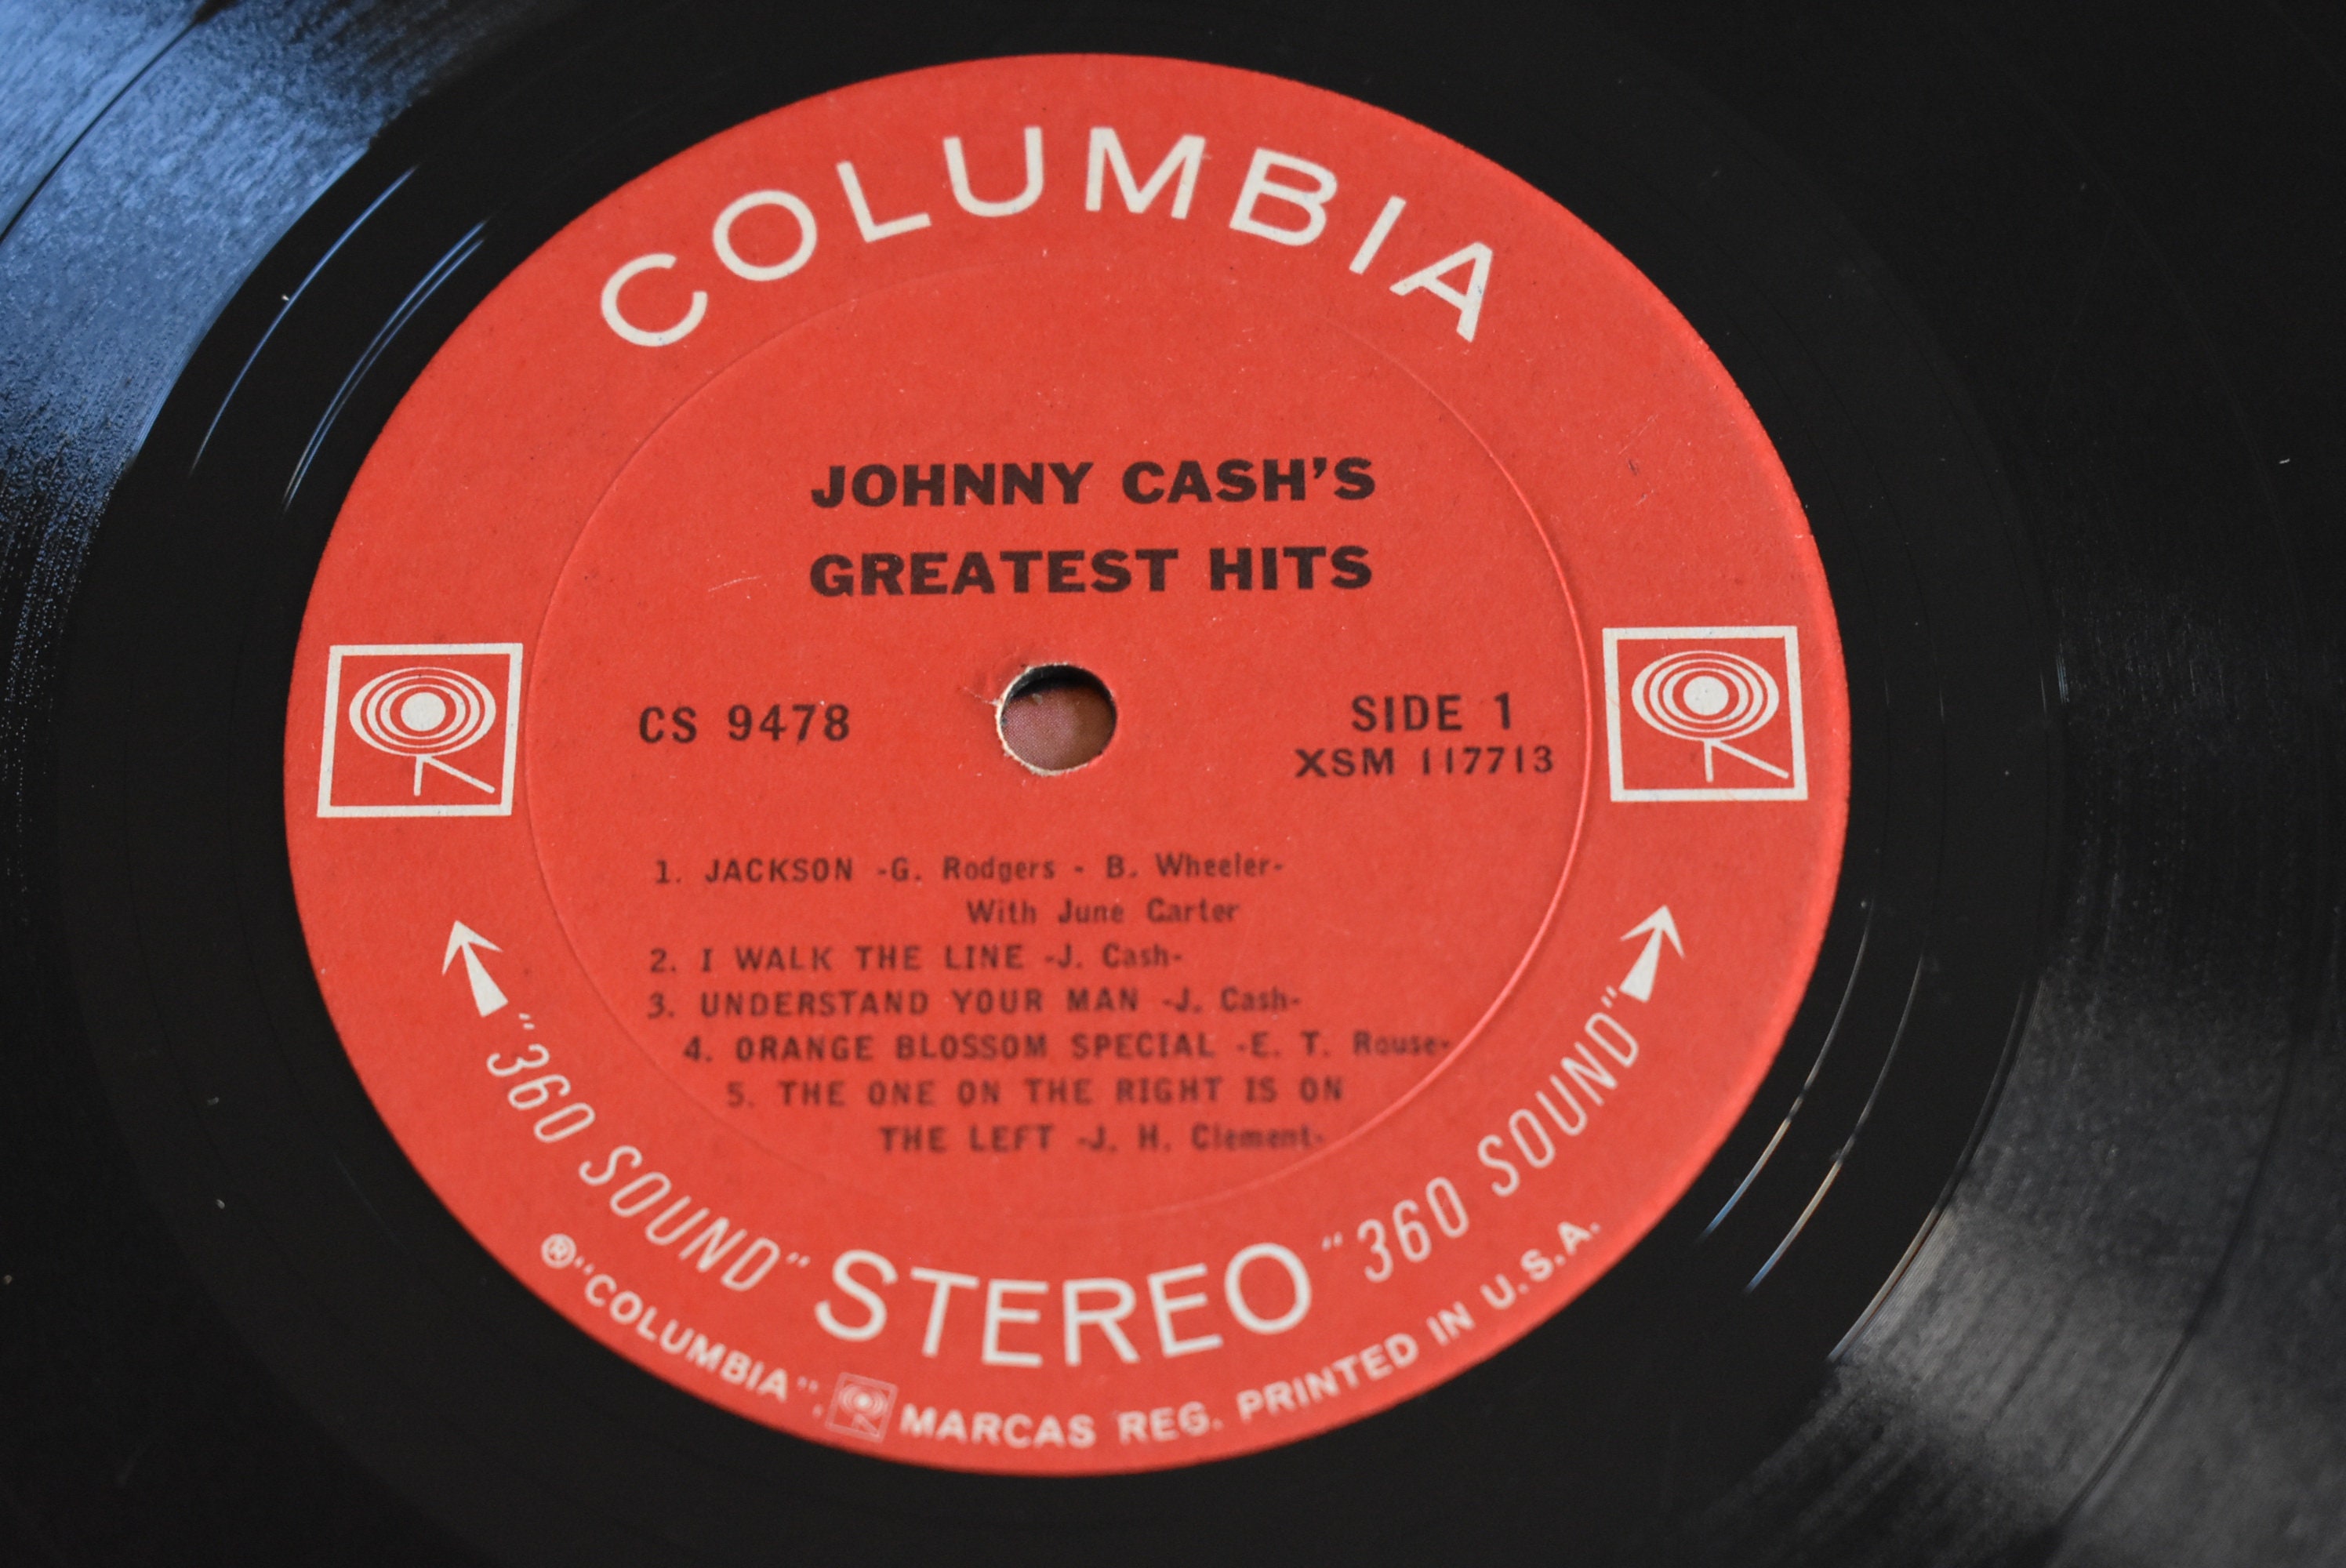 COLUMBIA
JOHNNY CASH'S
GREATEST HITS
CS 9478
SIDE 1
XSM 117713
1. JACKSON -G. Rodgers - B. Wheeler-
With June Carter
2. I WALK THE LINE -J. Cash-
3. UNDERSTAND YOUR MAN -J. Cash-
4. ORANGE BLOSSOM SPECIAL -E. T. Rouse-
5. THE ONE ON THE RIGHT IS ON
THE LEFT -J. H. Clement-
"360 SOUND" STEREO "360 SOUND"
®"COLUMBIA", MARCAS REG. PRINTED IN U.S.A.